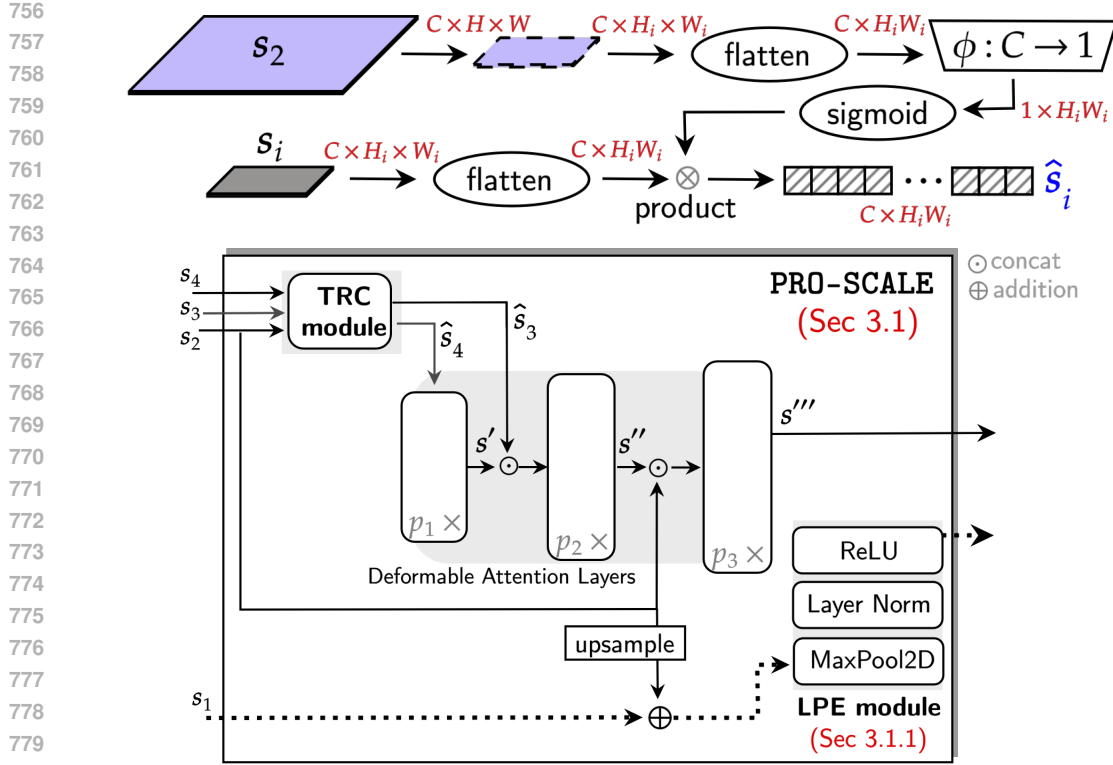 756
757
758
759
760
761
762
763
764
765
766
767
768
769
770
771
772
773
774
775
776
777
778
779
s₂
C × H × W
C × Hᵢ × Wᵢ
flatten
C × HᵢWᵢ
ϕ : C → 1
sigmoid
1 × HᵢWᵢ
sᵢ
C × Hᵢ × Wᵢ
flatten
C × HᵢWᵢ
⊗
product
···
ŝᵢ
C × HᵢWᵢ
s₄
s₃
s₂
TRC
module
ŝ₃
ŝ₄
PRO-SCALE
(Sec 3.1)
⊙ concat
⊕ addition
s′
⊙
s″
⊙
s‴
p₁ ×
p₂ ×
p₃ ×
Deformable Attention Layers
ReLU
Layer Norm
MaxPool2D
upsample
s₁
⊕
LPE module
(Sec 3.1.1)